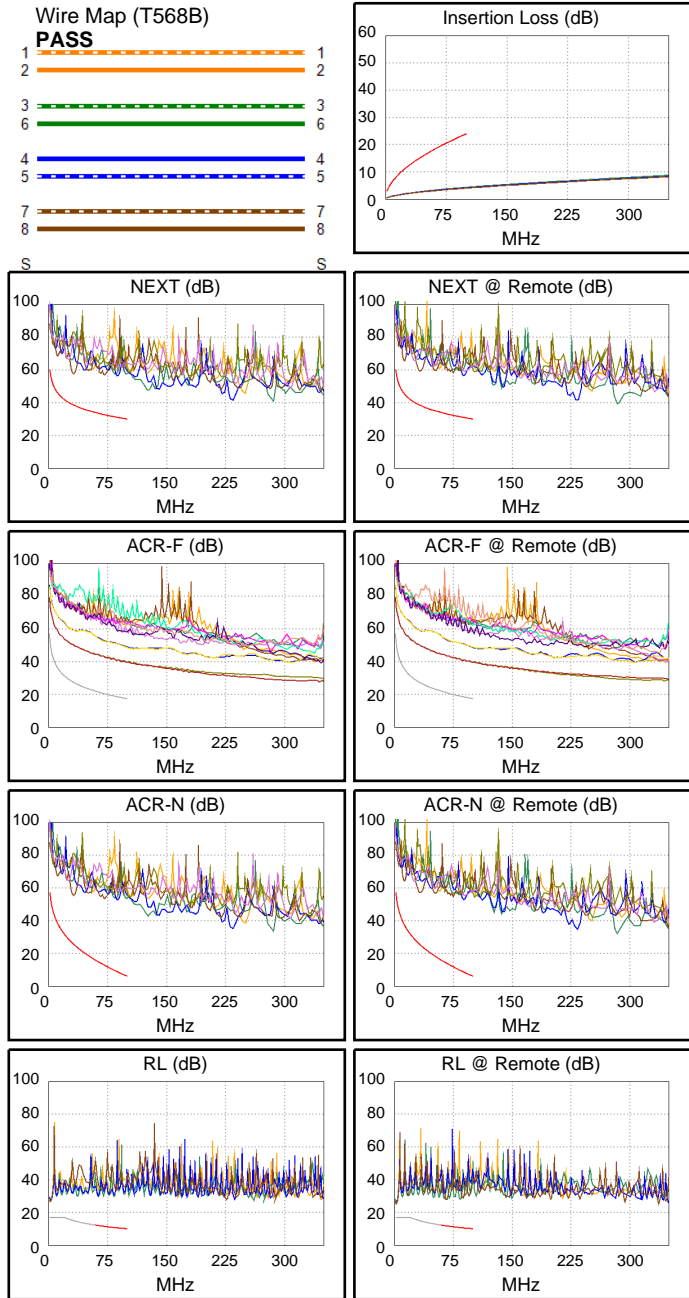 Wire Map (T568B)
PASS
1 1
2 2
3 3
6 6
4 4
5 5
7 7
8 8
S S
Insertion Loss (dB)
60
50
40
30
20
10
0
0 75 150 225 300
MHz
NEXT (dB)
100
80
60
40
20
0
0 75 150 225 300
MHz
NEXT @ Remote (dB)
100
80
60
40
20
0
0 75 150 225 300
MHz
ACR-F (dB)
100
80
60
40
20
0
0 75 150 225 300
MHz
ACR-F @ Remote (dB)
100
80
60
40
20
0
0 75 150 225 300
MHz
ACR-N (dB)
100
80
60
40
20
0
0 75 150 225 300
MHz
ACR-N @ Remote (dB)
100
80
60
40
20
0
0 75 150 225 300
MHz
RL (dB)
100
80
60
40
20
0
0 75 150 225 300
MHz
RL @ Remote (dB)
100
80
60
40
20
0
0 75 150 225 300
MHz